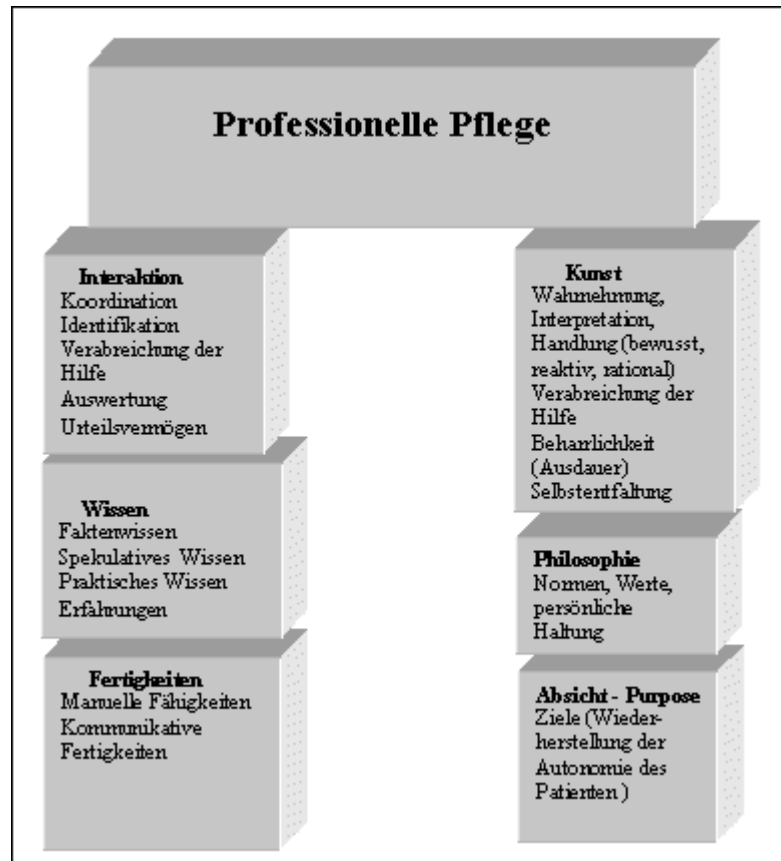 Professionelle Pflege
Interaktion
Koordination
Identifikation
Verabreichung der
Hilfe
Auswertung
Urteilsvermögen
Wissen
Faktenwissen
Spekulatives Wissen
Praktisches Wissen
Erfahrungen
Fertigkeiten
Manuelle Fähigkeiten
Kommunikative
Fertigkeiten
Kunst
Wahrnehmung,
Interpretation,
Handlung (bewusst,
reaktiv, rational)
Verabreichung der
Hilfe
Beharrlichkeit
(Ausdauer)
Selbstentfaltung
Philosophie
Normen, Werte,
persönliche
Haltung
Absicht - Purpose
Ziele (Wieder-
herstellung der
Autonomie des
Patienten )